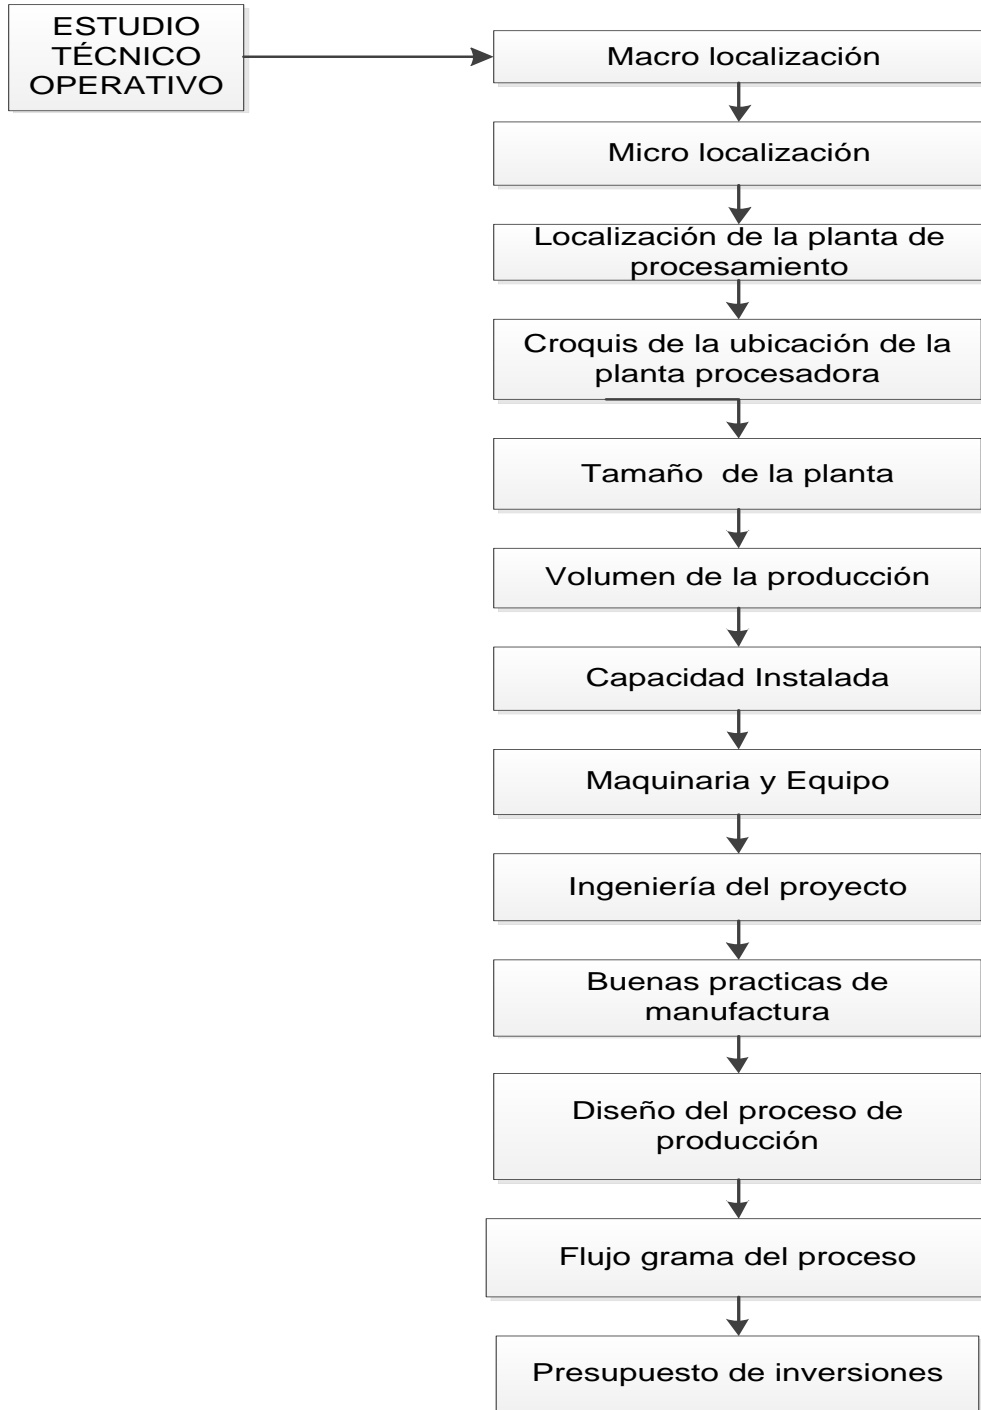 ESTUDIO
TÉCNICO
OPERATIVO
Macro localización
Micro localización
Localización de la planta de
procesamiento
Croquis de la ubicación de la
planta procesadora
Tamaño  de la planta
Volumen de la producción
Capacidad Instalada
Maquinaria y Equipo
Ingeniería del proyecto
Buenas practicas de
manufactura
Diseño del proceso de
producción
Flujo grama del proceso
Presupuesto de inversiones